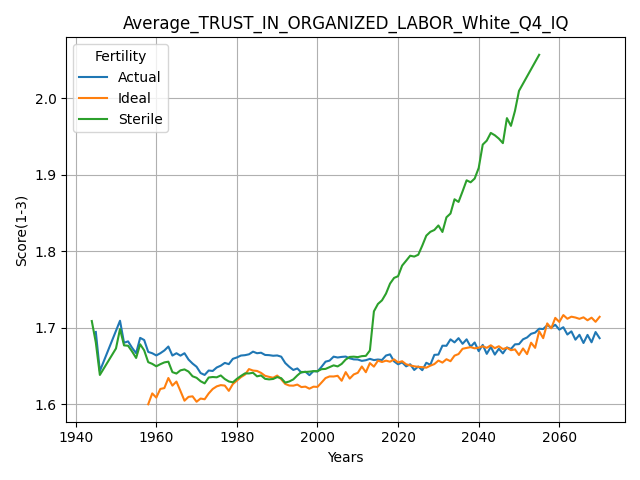 Average_TRUST_IN_ORGANIZED_LABOR_White_Q4_IQ
Fertility
Actual
Ideal
Sterile
Score(1-3)
2.0
1.9
1.8
1.7
1.6
1940 1960 1980 2000 2020 2040 2060
Years